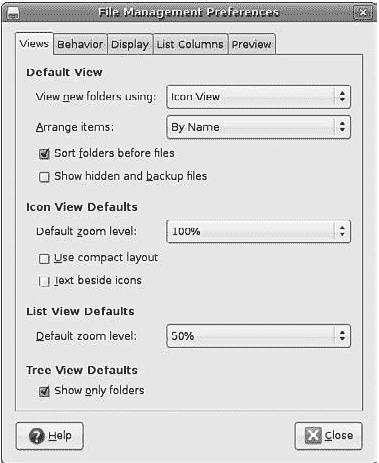 File Management Preferences
Views Behavior Display List Columns Preview
Default View
View new folders using: Icon View
Arrange items: By Name
Sort folders before files
Show hidden and backup files
Icon View Defaults
Default zoom level: 100%
Use compact layout
Text beside icons
List View Defaults
Default zoom level: 50%
Tree View Defaults
Show only folders
Help Close